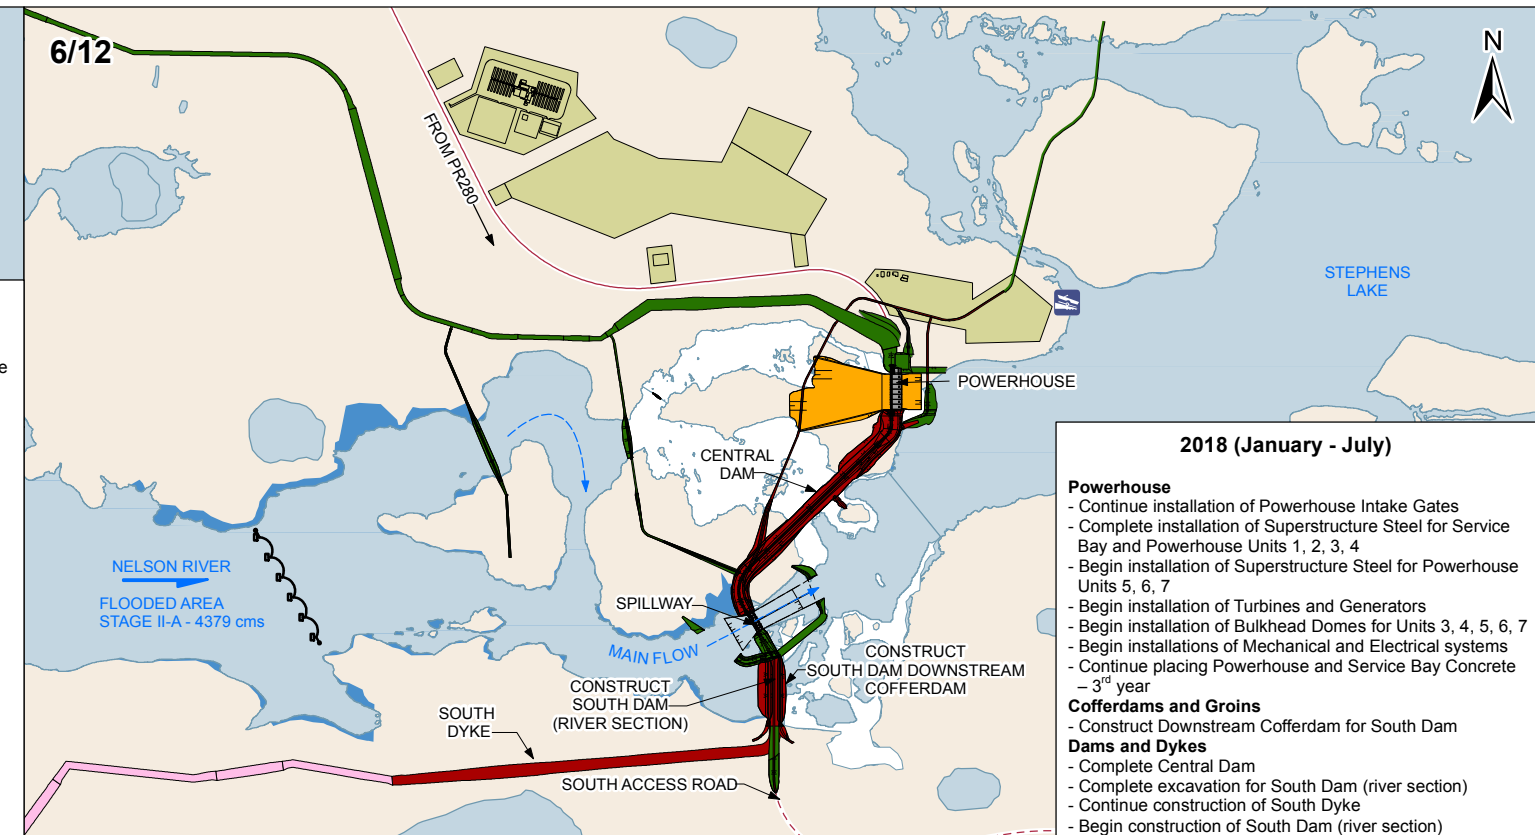 6/12
N
FROM PR280
STEPHENS
LAKE
POWERHOUSE
e
CENTRAL
DAM
NELSON RIVER
FLOODED AREA
STAGE II-A - 4379 cms
SPILLWAY
MAIN FLOW
CONSTRUCT
SOUTH DAM DOWNSTREAM
COFFERDAM
CONSTRUCT
SOUTH DAM
(RIVER SECTION)
SOUTH
DYKE
SOUTH ACCESS ROAD
2018 (January - July)
Powerhouse
- Continue installation of Powerhouse Intake Gates
- Complete installation of Superstructure Steel for Service
Bay and Powerhouse Units 1, 2, 3, 4
- Begin installation of Superstructure Steel for Powerhouse
Units 5, 6, 7
- Begin installation of Turbines and Generators
- Begin installation of Bulkhead Domes for Units 3, 4, 5, 6, 7
- Begin installations of Mechanical and Electrical systems
- Continue placing Powerhouse and Service Bay Concrete
– 3rd year
Cofferdams and Groins
- Construct Downstream Cofferdam for South Dam
Dams and Dykes
- Complete Central Dam
- Complete excavation for South Dam (river section)
- Continue construction of South Dyke
- Begin construction of South Dam (river section)